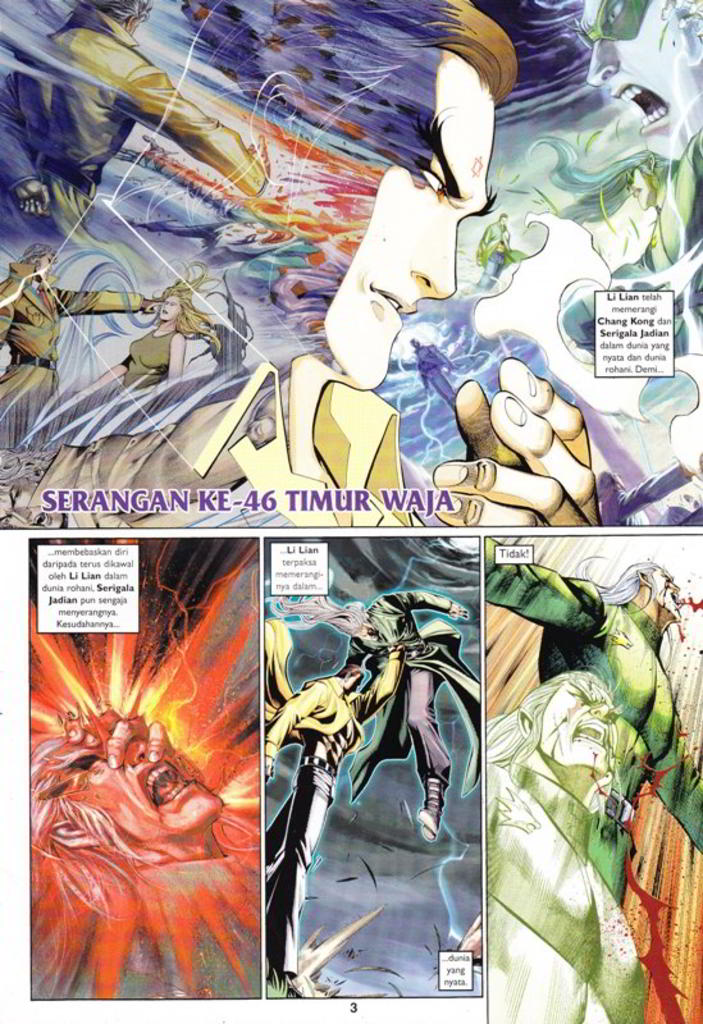 Li Lian telah
memerangi
Chang Kong dan
Serigala Jadian
dalam dunia yang
nyata dan dunia
rohani. Demi...
SERANGAN KE-46 TIMUR WAJA
...membebaskan diri
daripada terus dikawal
oleh Li Lian dalam
dunia rohani, Serigala
Jadian pun sengaja
menyerangnya.
Kesudahannya...
...Li Lian
terpaksa
memerangi-
nya dalam...
...dunia
yang
nyata.
Tidak!
3